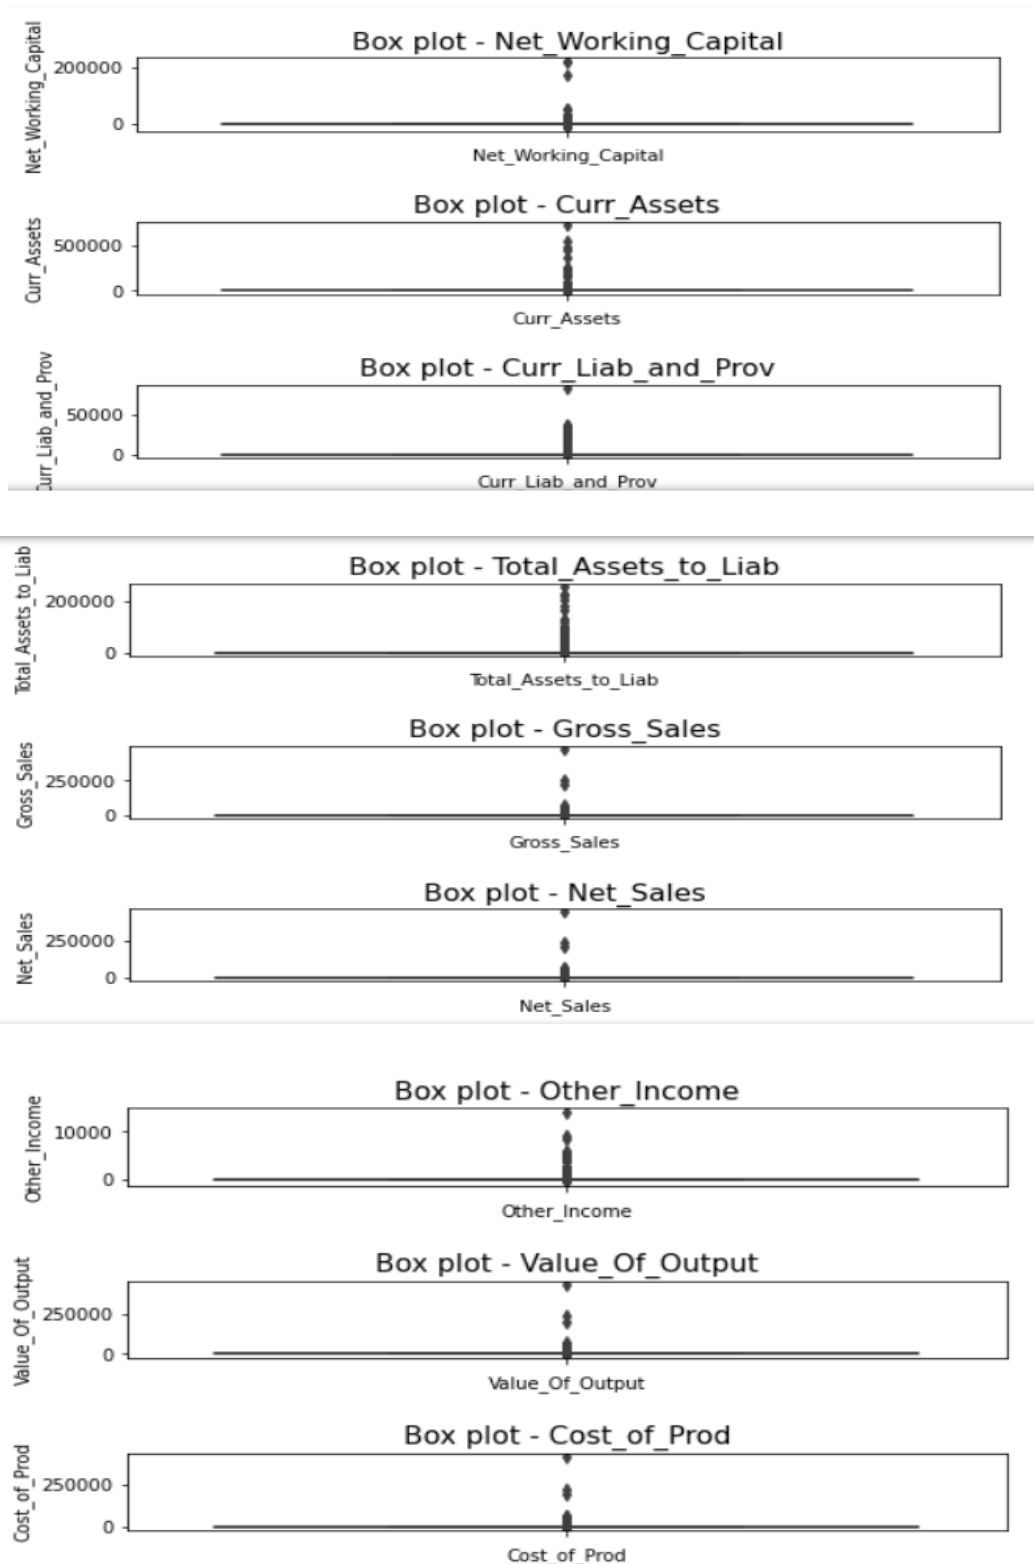 Box plot - Net_Working_Capital
Net_Working_Capital
200000
0
Net_Working_Capital
Box plot - Curr_Assets
Curr_Assets
500000
0
Curr_Assets
Box plot - Curr_Liab_and_Prov
Curr_Liab_and_Prov
50000
0
Curr_Liab_and_Prov
Box plot - Total_Assets_to_Liab
Total_Assets_to_Liab
200000
0
Total_Assets_to_Liab
Box plot - Gross_Sales
Gross_Sales
250000
0
Gross_Sales
Box plot - Net_Sales
Net_Sales
250000
0
Net_Sales
Box plot - Other_Income
Other_Income
10000
0
Other_Income
Box plot - Value_Of_Output
Value_Of_Output
250000
0
Value_Of_Output
Box plot - Cost_of_Prod
Cost_of_Prod
250000
0
Cost_of_Prod